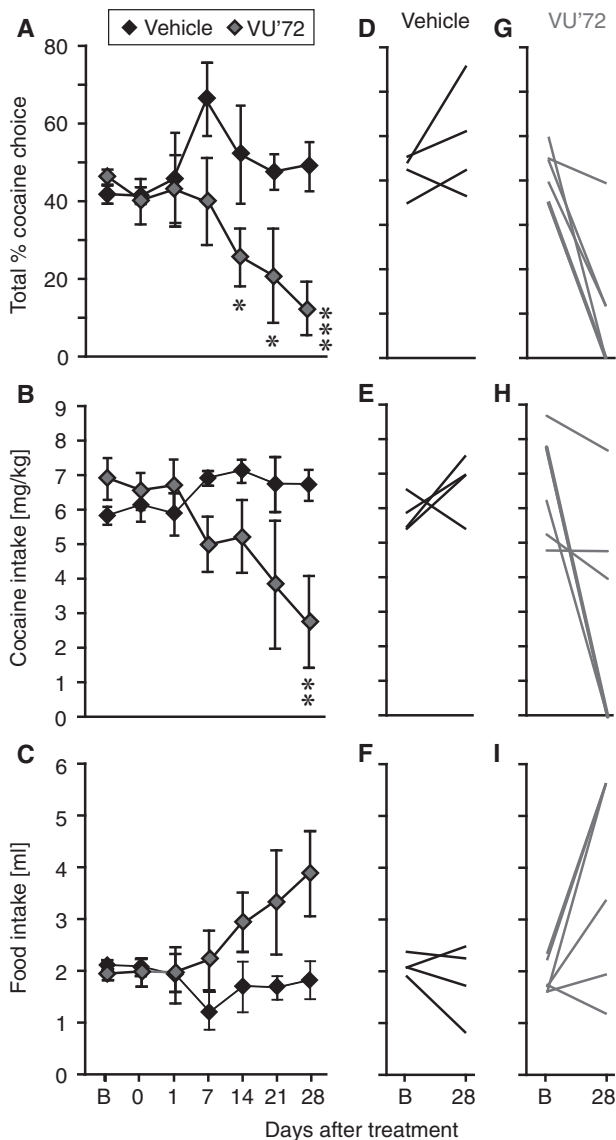 A
Vehicle
VU'72
D
Vehicle
G
VU'72
Total % cocaine choice
80
60
40
20
0
*
*
***
B
E
H
Cocaine intake [mg/kg]
9
8
7
6
5
4
3
2
1
0
**
C
F
I
Food intake [ml]
6
5
4
3
2
1
0
B 0 1 7 14 21 28
B 28
B 28
Days after treatment